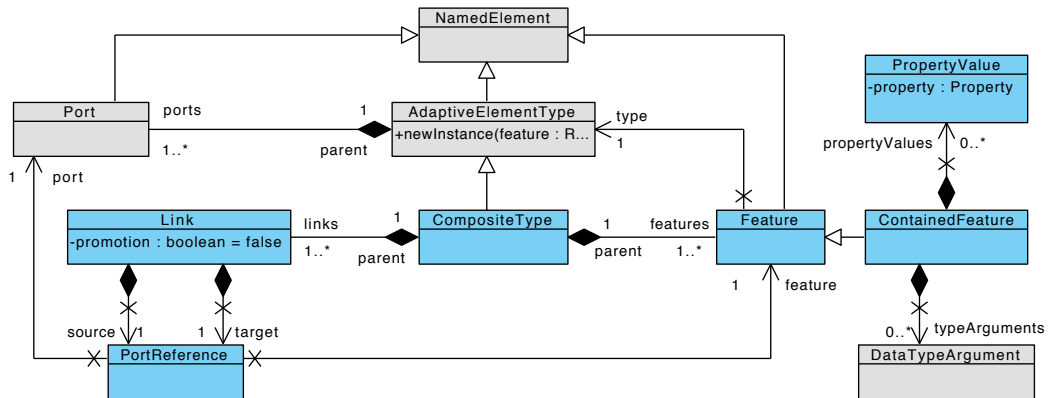 NamedElement
PropertyValue
-property : Property
Port
ports
1
AdaptiveElementType
+newInstance(feature : R...
type
1
1..*
parent
propertyValues
0..*
1
port
Link
-promotion : boolean = false
links
1
1..*
parent
CompositeType
1
parent
features
1..*
Feature
ContainedFeature
1
feature
source
1
1
target
0..*
typeArguments
PortReference
DataTypeArgument